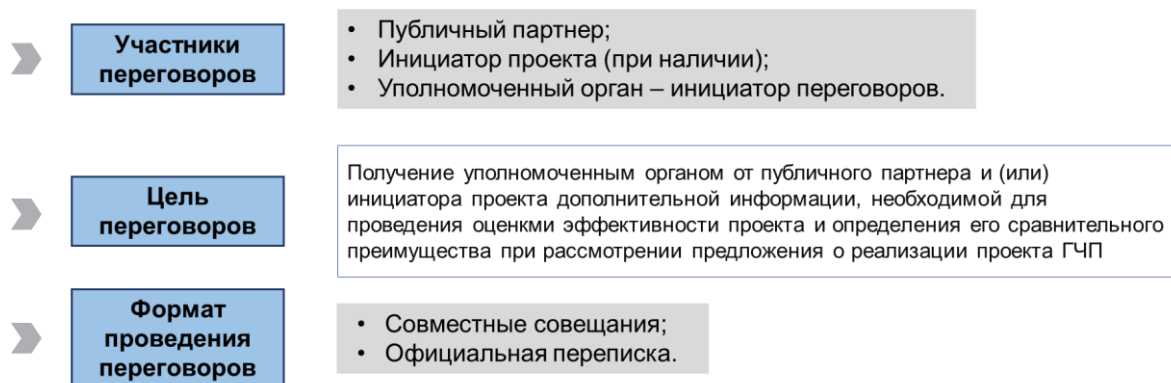 Участники
переговоров
• Публичный партнер;
• Инициатор проекта (при наличии);
• Уполномоченный орган – инициатор переговоров.
Цель
переговоров
Получение уполномоченным органом от публичного партнера и (или)
инициатора проекта дополнительной информации, необходимой для
проведения оценкми эффективности проекта и определения его сравнительного
преимущества при рассмотрении предложения о реализации проекта ГЧП
Формат
проведения
переговоров
• Совместные совещания;
• Официальная переписка.